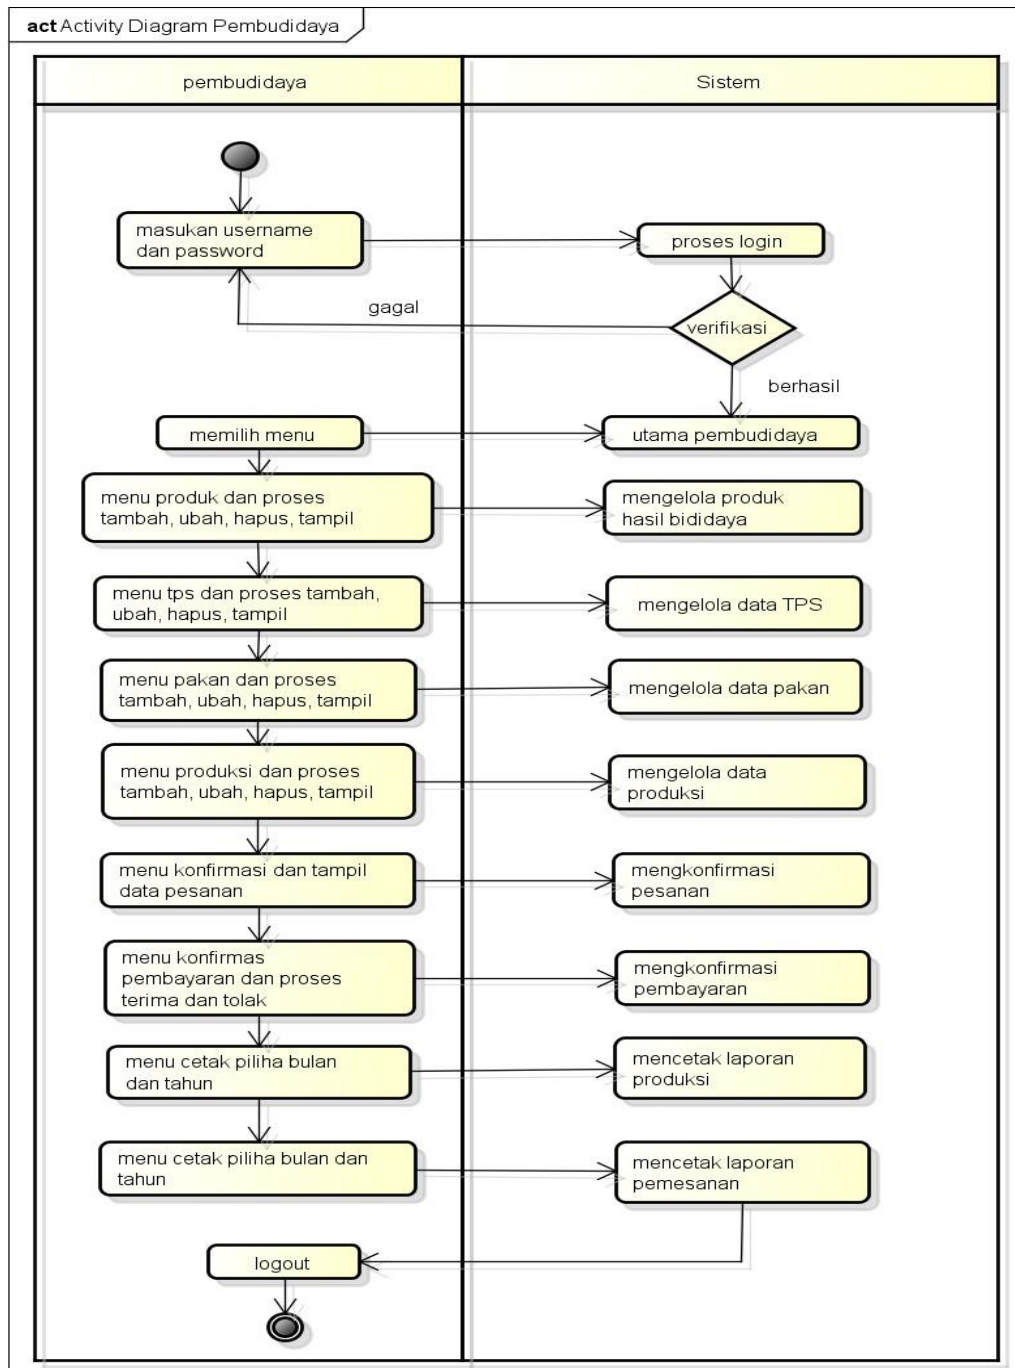 act Activity Diagram Pembudidaya
pembudidaya
Sistem
masukan username
dan password
proses login
gagal
verifikasi
berhasil
memilih menu
utama pembudidaya
menu produk dan proses
tambah, ubah, hapus, tampil
mengelola produk
hasil bididaya
menu tps dan proses tambah,
ubah, hapus, tampil
mengelola data TPS
menu pakan dan proses
tambah, ubah, hapus, tampil
mengelola data pakan
menu produksi dan proses
tambah, ubah, hapus, tampil
mengelola data
produksi
menu konfirmasi dan tampil
data pesanan
mengkonfirmasi
pesanan
menu konfirmas
pembayaran dan proses
terima dan tolak
mengkonfirmasi
pembayaran
menu cetak piliha bulan
dan tahun
mencetak laporan
produksi
menu cetak piliha bulan dan
tahun
mencetak laporan
pemesanan
logout